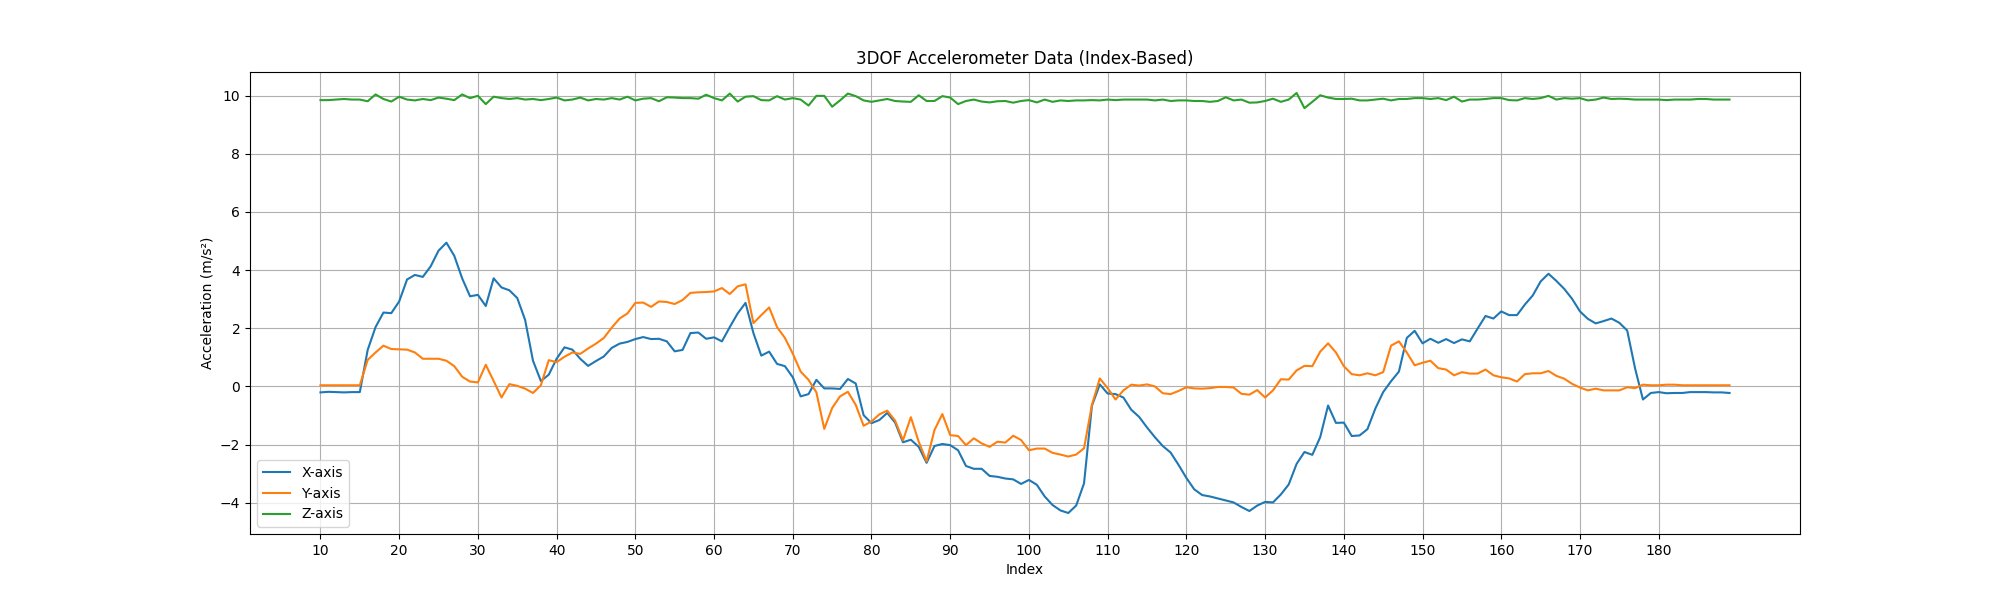 3DOF Accelerometer Data (Index-Based)
Acceleration (m/s²)
10
8
6
4
2
0
−2
−4
X-axis
Y-axis
Z-axis
10 20 30 40 50 60 70 80 90 100 110 120 130 140 150 160 170 180
Index